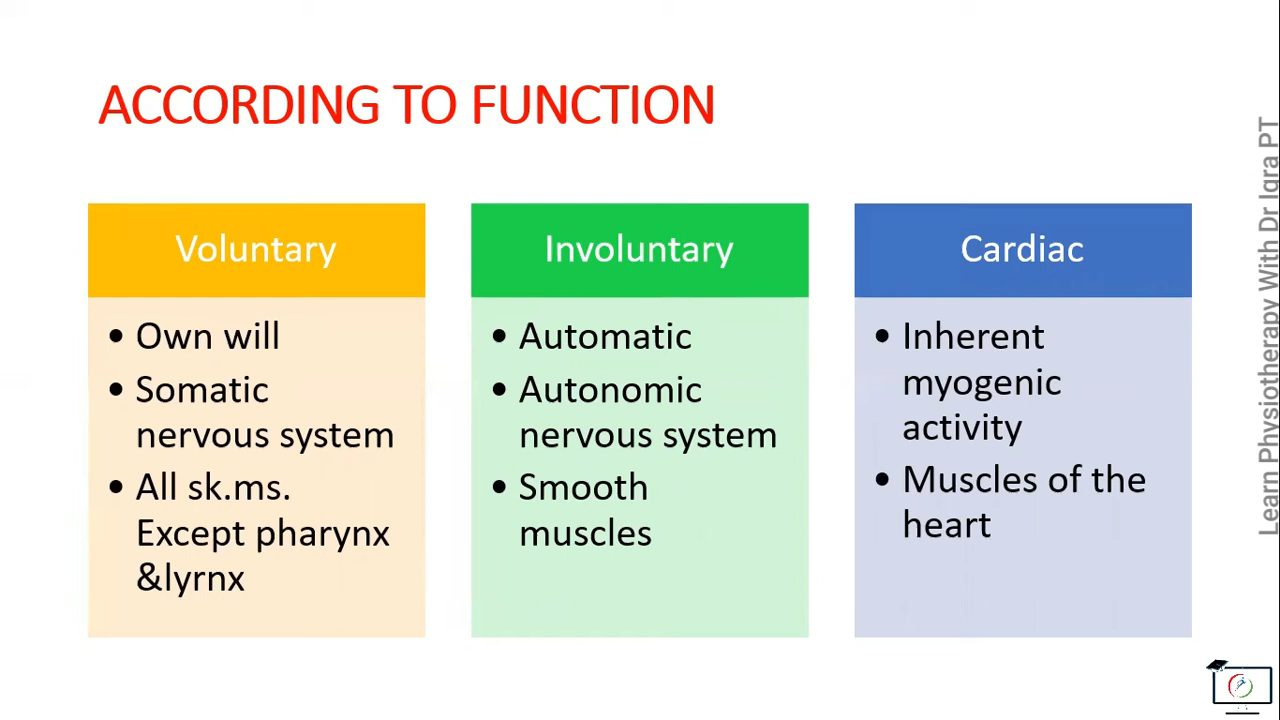 ACCORDING TO FUNCTION
Voluntary
• Own will
• Somatic
nervous system
• All sk.ms.
Except pharynx
&lyrnx
Involuntary
• Automatic
• Autonomic
nervous system
• Smooth
muscles
Cardiac
• Inherent
myogenic
activity
• Muscles of the
heart
Learn Physiotherapy With Dr Iqra PT